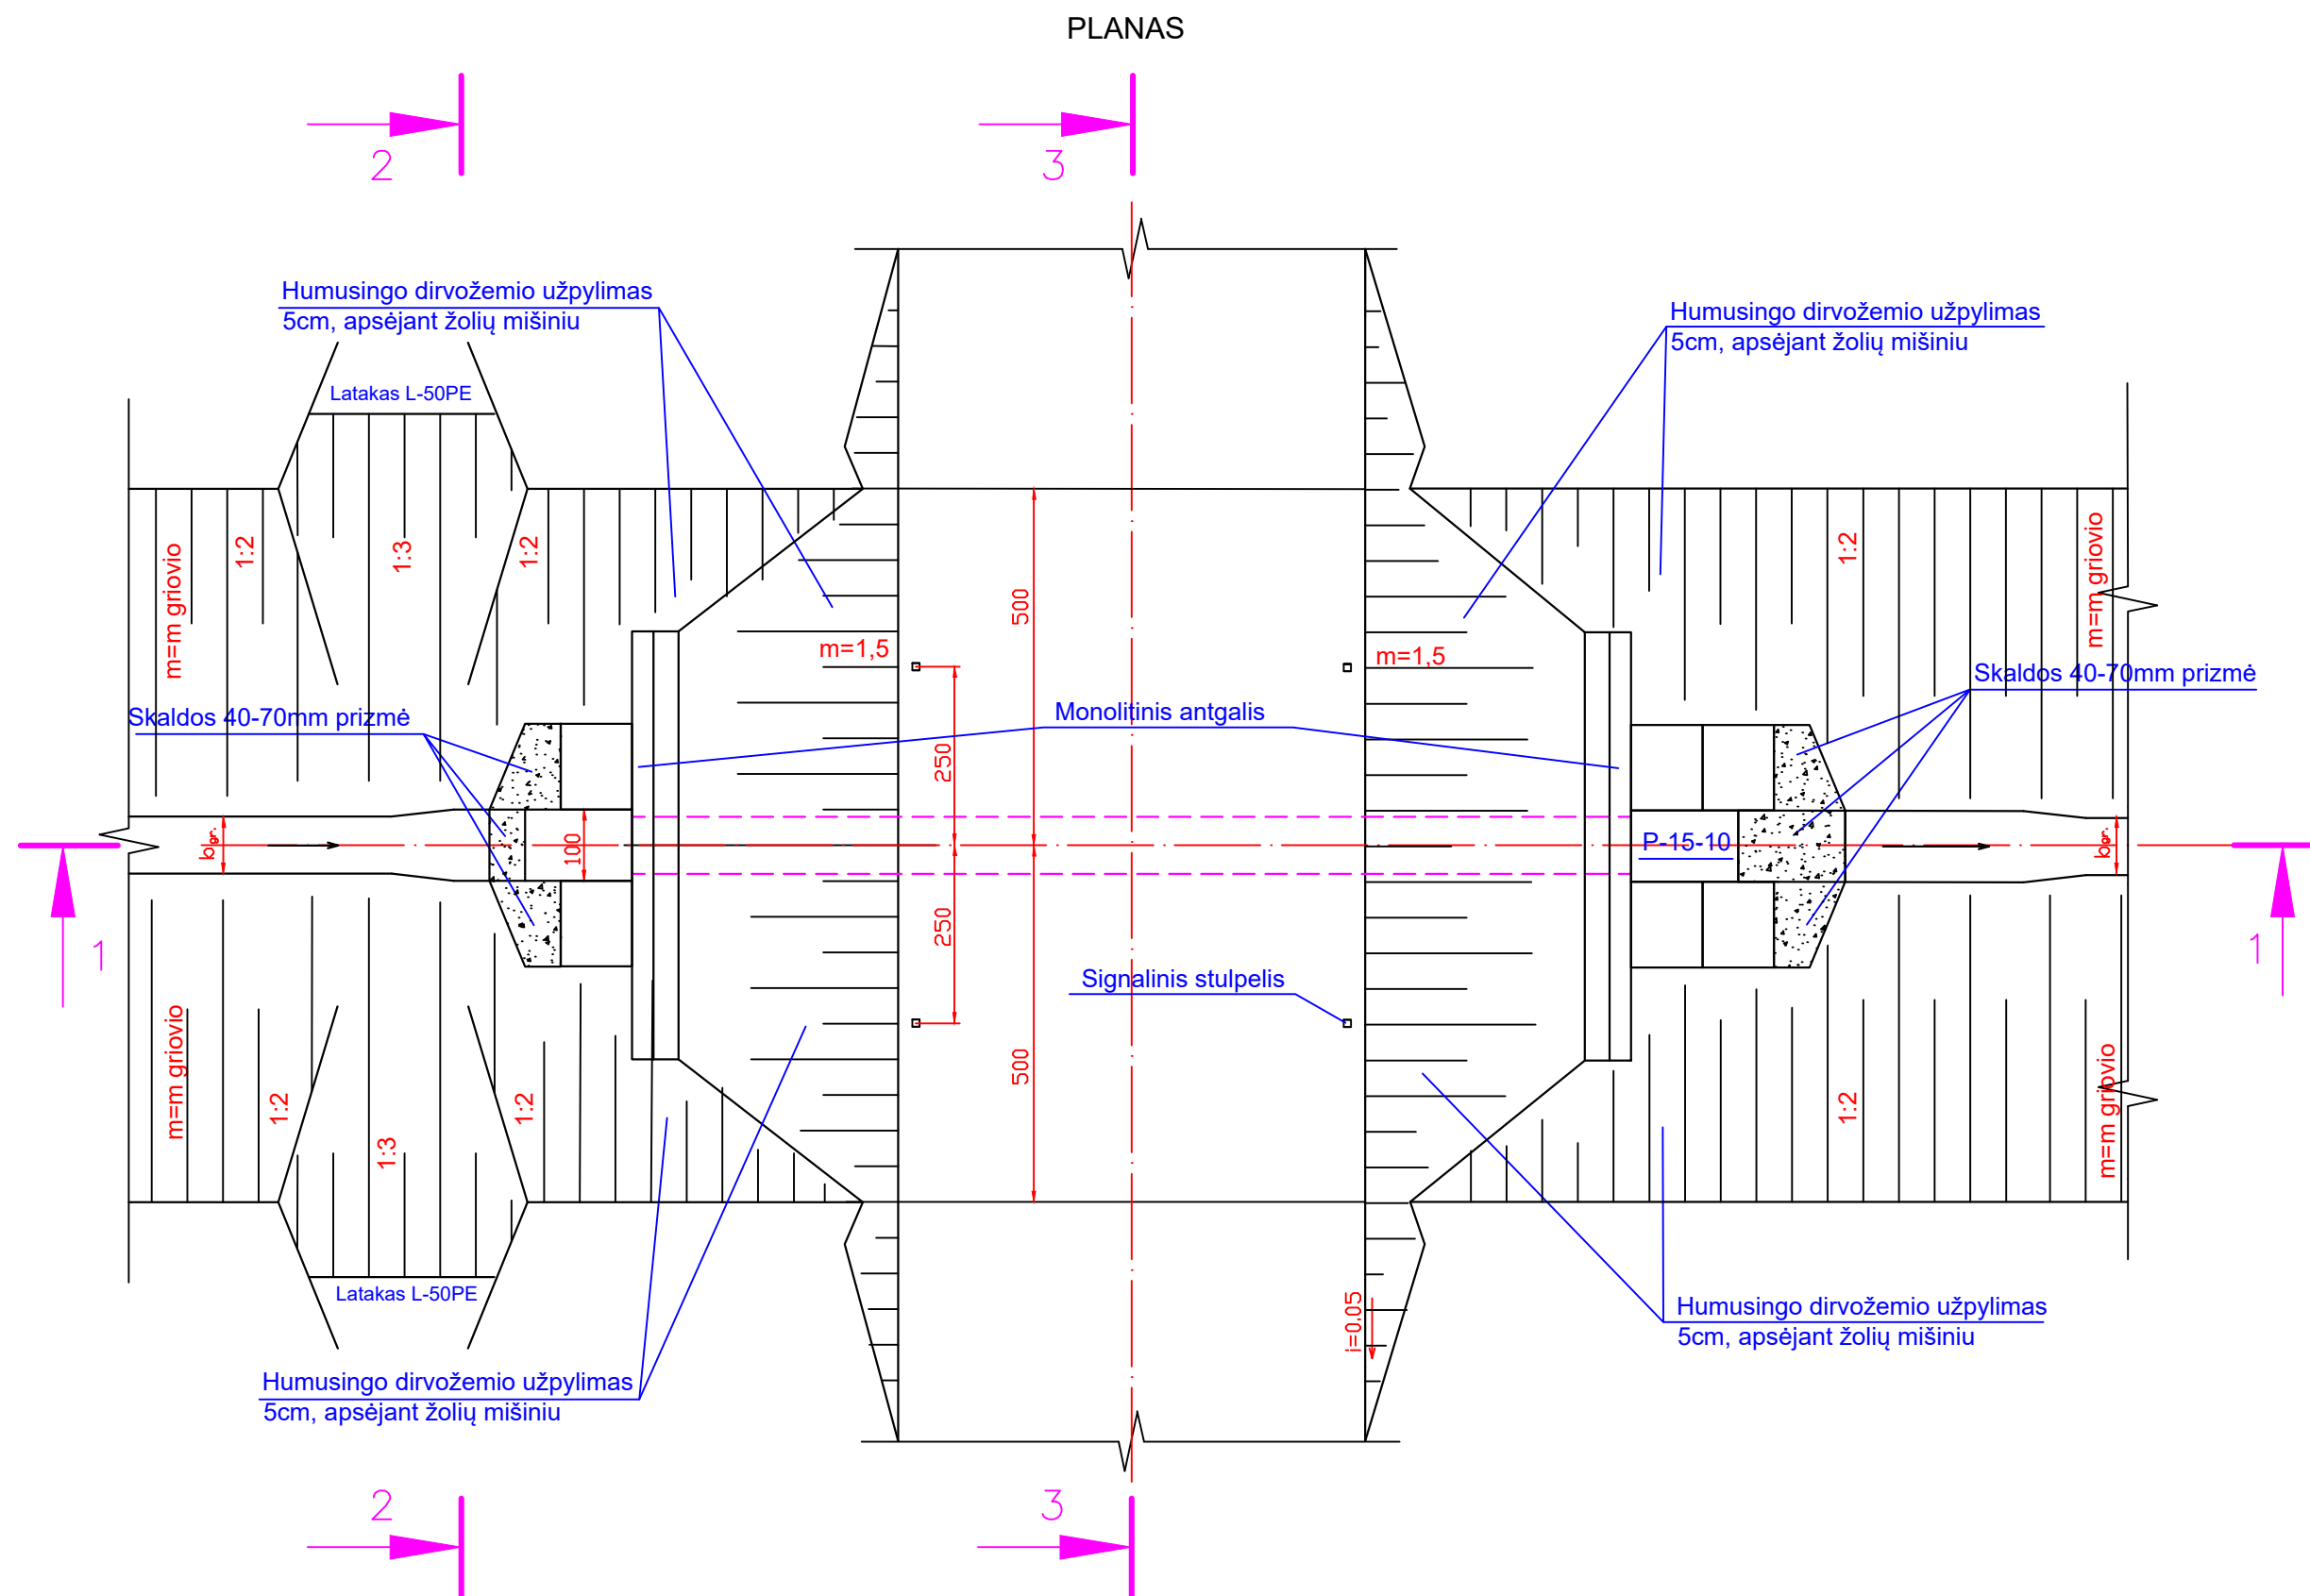 PLANAS
2
3
Humusingo dirvožemio užpylimas
5cm, apsėjant žolių mišiniu
Humusingo dirvožemio užpylimas
5cm, apsėjant žolių mišiniu
Latakas L-50PE
m=m griovio
1:2
1:3
1:2
500
1:2
m=m griovio
m=1,5
m=1,5
Skaldos 40-70mm prizmė
Skaldos 40-70mm prizmė
Monolitinis antgalis
250
bgr.
100
P-15-10
bgr.
1
1
250
Signalinis stulpelis
m=m griovio
1:2
1:3
1:2
500
1:2
m=m griovio
Latakas L-50PE
i=0.05
Humusingo dirvožemio užpylimas
5cm, apsėjant žolių mišiniu
Humusingo dirvožemio užpylimas
5cm, apsėjant žolių mišiniu
2
3